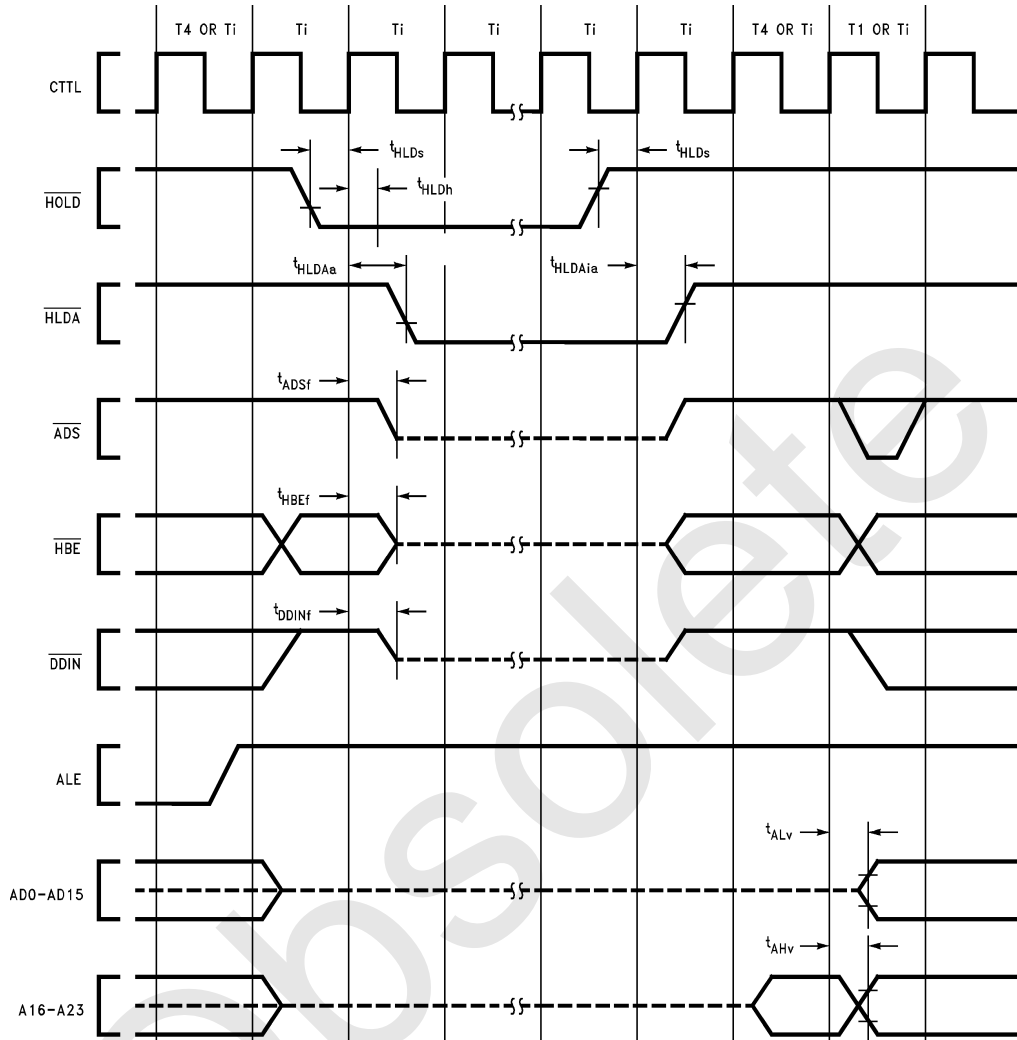 T4 OR Ti Ti Ti Ti Ti T4 OR Ti T1 OR Ti
CTTL
tHLDs tHLDs
HOLD
tHLDh
tHLDAa tHLDAia
HLDA
tADSf
ADS
tHBEf
HBE
tDDINf
DDIN
ALE
tALv
AD0-AD15
tAHv
A16-A23
Obsolete